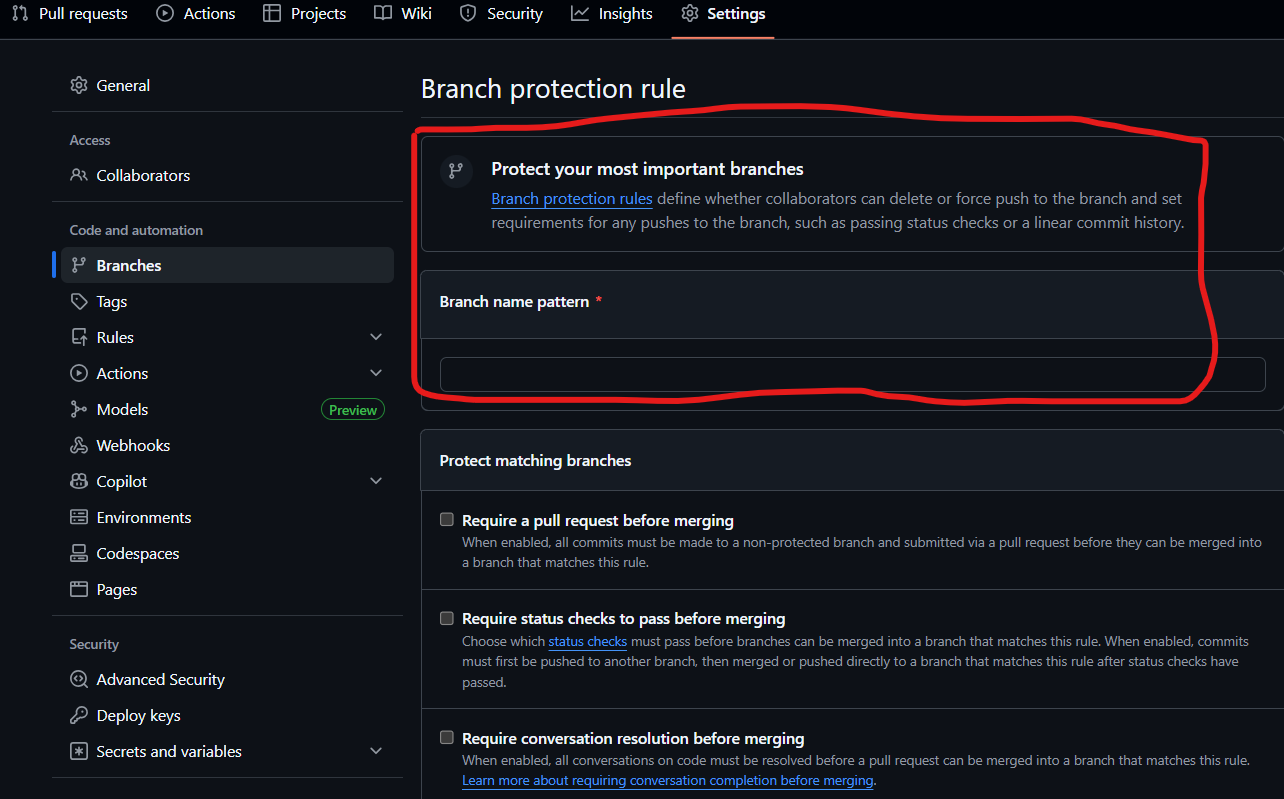 Pull requests
Actions
Projects
Wiki
Security
Insights
Settings
General
Access
Collaborators
Code and automation
Branches
Tags
Rules
Actions
Models
Preview
Webhooks
Copilot
Environments
Codespaces
Pages
Security
Advanced Security
Deploy keys
Secrets and variables
Branch protection rule
Protect your most important branches
Branch protection rules define whether collaborators can delete or force push to the branch and set
requirements for any pushes to the branch, such as passing status checks or a linear commit history.
Branch name pattern *
Protect matching branches
Require a pull request before merging
When enabled, all commits must be made to a non-protected branch and submitted via a pull request before they can be merged into
a branch that matches this rule.
Require status checks to pass before merging
Choose which status checks must pass before branches can be merged into a branch that matches this rule. When enabled, commits
must first be pushed to another branch, then merged or pushed directly to a branch that matches this rule after status checks have
passed.
Require conversation resolution before merging
When enabled, all conversations on code must be resolved before a pull request can be merged into a branch that matches this rule.
Learn more about requiring conversation completion before merging.